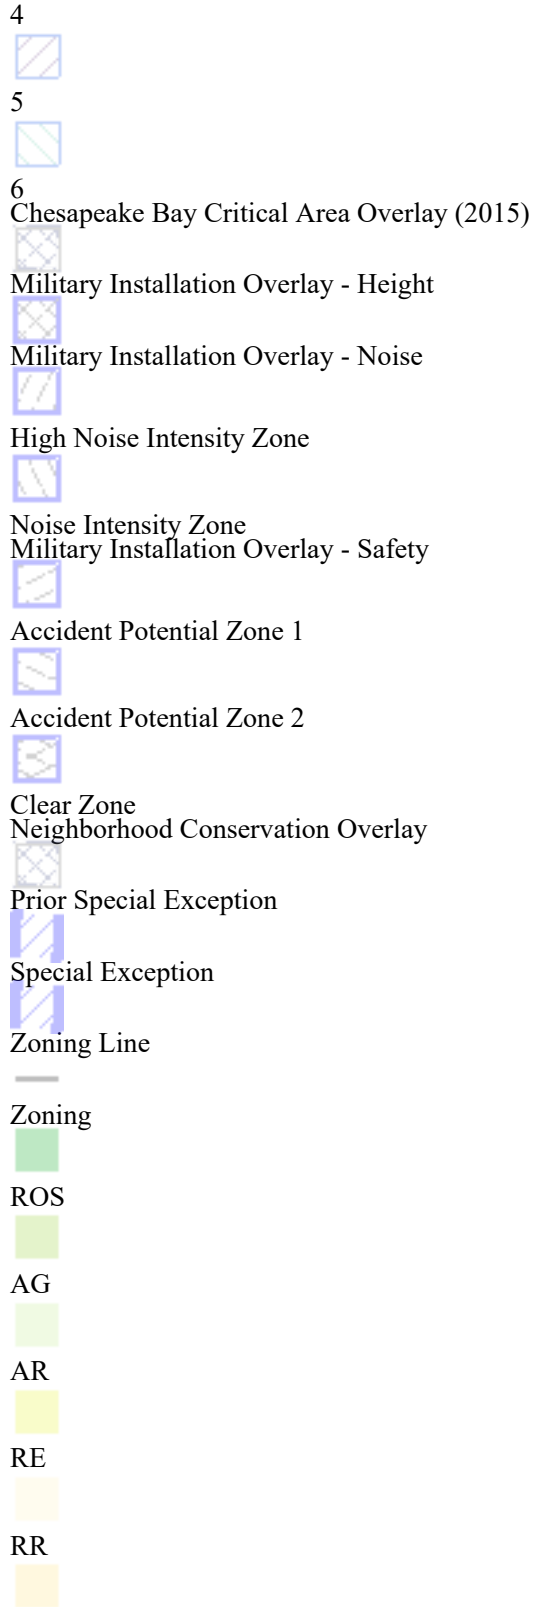 4
5
6
Chesapeake Bay Critical Area Overlay (2015)
Military Installation Overlay - Height
Military Installation Overlay - Noise
High Noise Intensity Zone
Noise Intensity Zone
Military Installation Overlay - Safety
Accident Potential Zone 1
Accident Potential Zone 2
Clear Zone
Neighborhood Conservation Overlay
Prior Special Exception
Special Exception
Zoning Line
Zoning
ROS
AG
AR
RE
RR